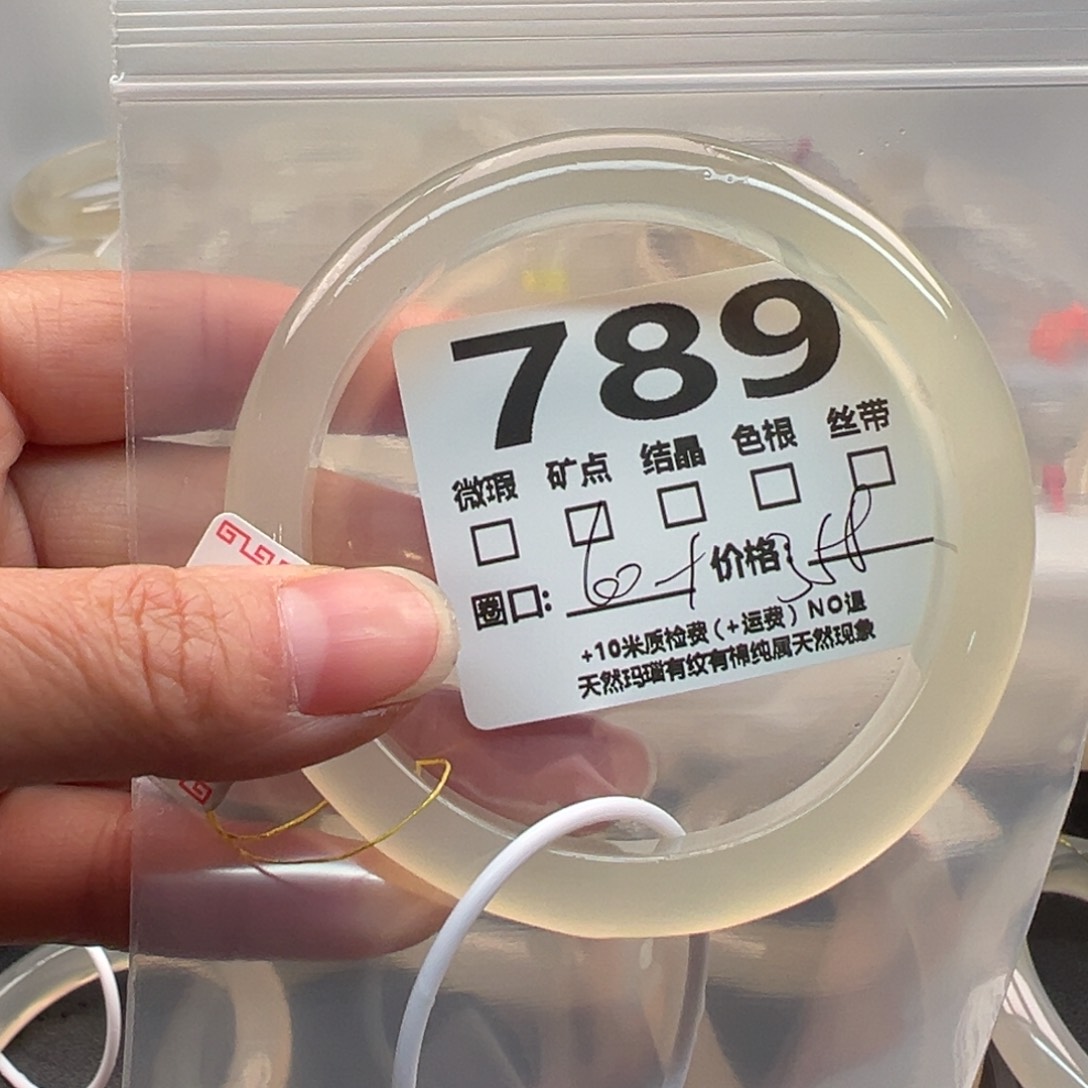 789
微瑕 矿点 结晶 色根 丝带
圈口: 60+ 价格: 358
+10米质检费(+运费)NO退
天然玛瑙有纹有棉纯属天然现象